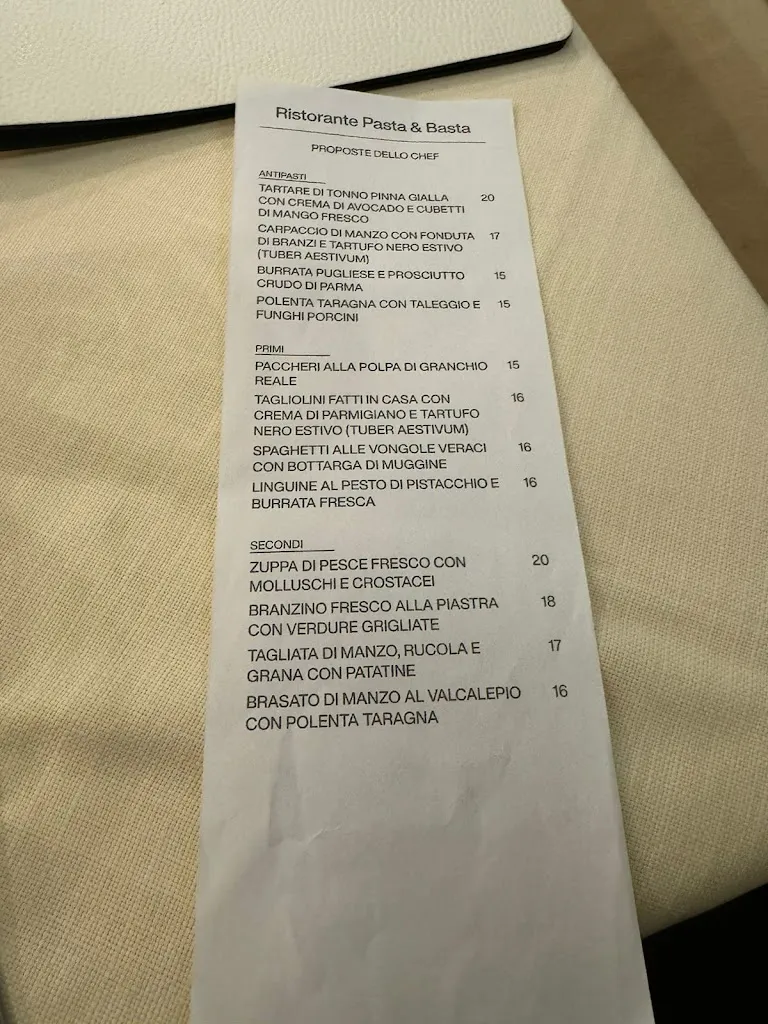 Ristorante Pasta & Basta
PROPOSTE DELLO CHEF
ANTIPASTI
TARTARE DI TONNO PINNA GIALLA 20
CON CREMA DI AVOCADO E CUBETTI
DI MANGO FRESCO
CARPACCIO DI MANZO CON FONDUTA 17
DI BRANZI E TARTUFO NERO ESTIVO
(TUBER AESTIVUM)
BURRATA PUGLIESE E PROSCIUTTO 15
CRUDO DI PARMA
POLENTA TARAGNA CON TALEGGIO E 15
FUNGHI PORCINI
PRIMI
PACCHERI ALLA POLPA DI GRANCHIO 15
REALE
TAGLIOLINI FATTI IN CASA CON 16
CREMA DI PARMIGIANO E TARTUFO
NERO ESTIVO (TUBER AESTIVUM)
SPAGHETTI ALLE VONGOLE VERACI 16
CON BOTTARGA DI MUGGINE
LINGUINE AL PESTO DI PISTACCHIO E 16
BURRATA FRESCA
SECONDI
ZUPPA DI PESCE FRESCO CON 20
MOLLUSCHI E CROSTACEI
BRANZINO FRESCO ALLA PIASTRA 18
CON VERDURE GRIGLIATE
TAGLIATA DI MANZO, RUCOLA E 17
GRANA CON PATATINE
BRASATO DI MANZO AL VALCALEPIO 16
CON POLENTA TARAGNA